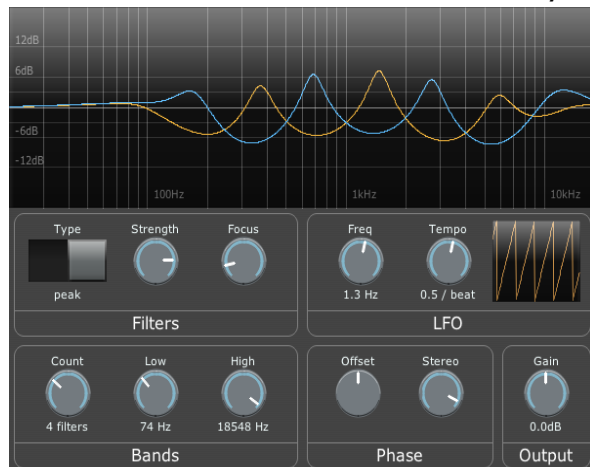 12dB
6dB
-6dB
-12dB
100Hz 1kHz 10kHz
Type Strength Focus
peak
Filters
Freq Tempo
1.3 Hz 0.5 / beat
LFO
Count Low High
4 filters 74 Hz 18548 Hz
Bands
Offset Stereo
Phase
Gain
0.0dB
Output